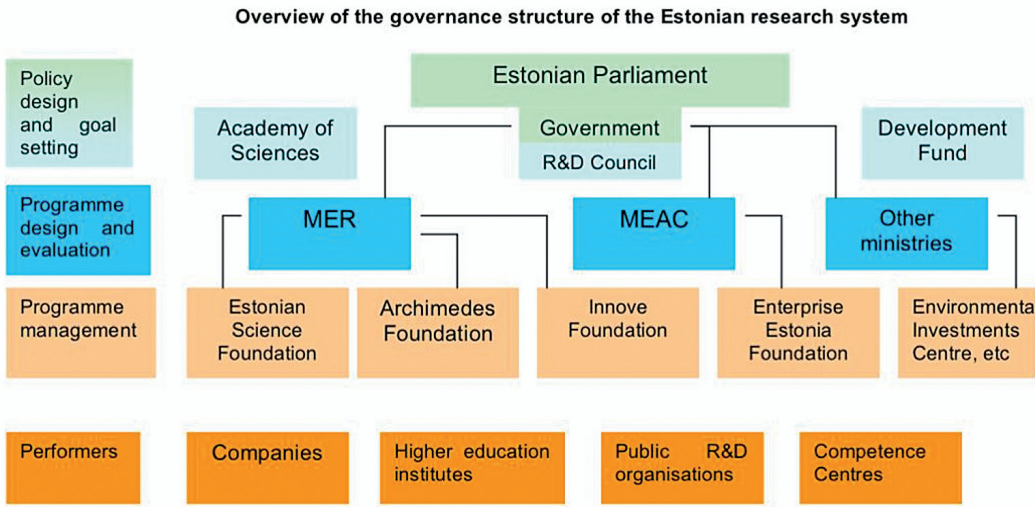 Overview of the governance structure of the Estonian research system
Policy
design
and goal
setting
Estonian Parliament
Academy of
Sciences
Government
R&D Council
Development
Fund
Programme
design and
evaluation
MER
MEAC
Other
ministries
Programme
management
Estonian
Science
Foundation
Archimedes
Foundation
Innove
Foundation
Enterprise
Estonia
Foundation
Environmenta
Investments
Centre, etc
Performers
Companies
Higher education
institutes
Public R&D
organisations
Competence
Centres